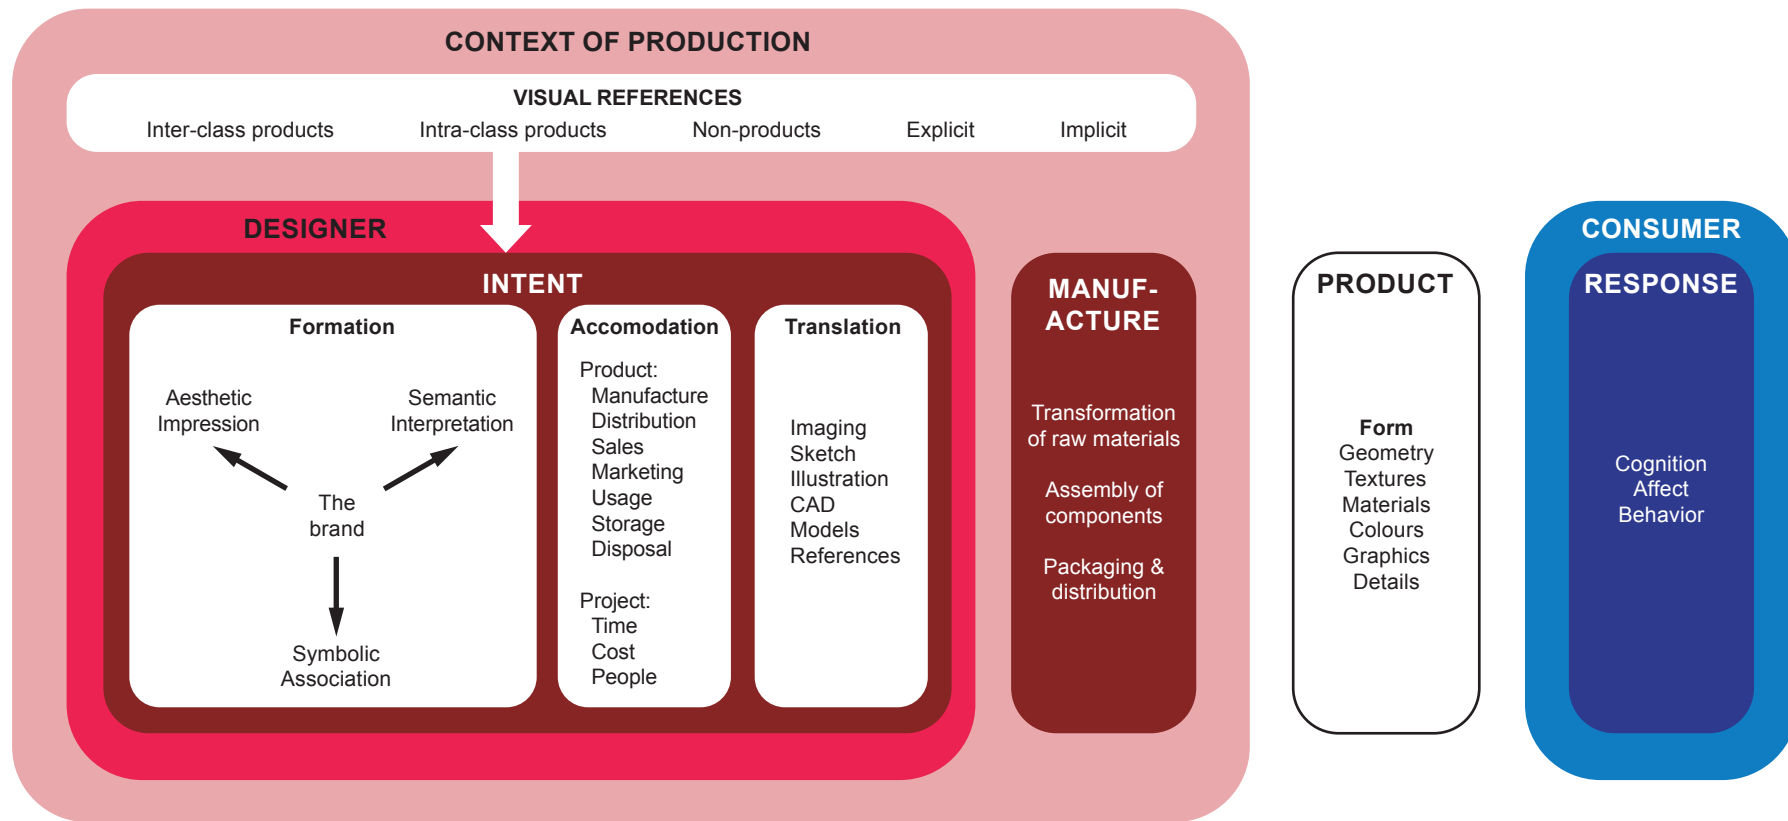 CONTEXT OF PRODUCTION
VISUAL REFERENCES
Inter-class products Intra-class products Non-products Explicit Implicit
DESIGNER
INTENT
Formation
Aesthetic
Impression
Semantic
Interpretation
The
brand
Symbolic
Association
Accomodation
Product:
Manufacture
Distribution
Sales
Marketing
Usage
Storage
Disposal
Project:
Time
Cost
People
Translation
Imaging
Sketch
Illustration
CAD
Models
References
MANUF-
ACTURE
Transformation
of raw materials
Assembly of
components
Packaging &
distribution
PRODUCT
Form
Geometry
Textures
Materials
Colours
Graphics
Details
CONSUMER
RESPONSE
Cognition
Affect
Behavior